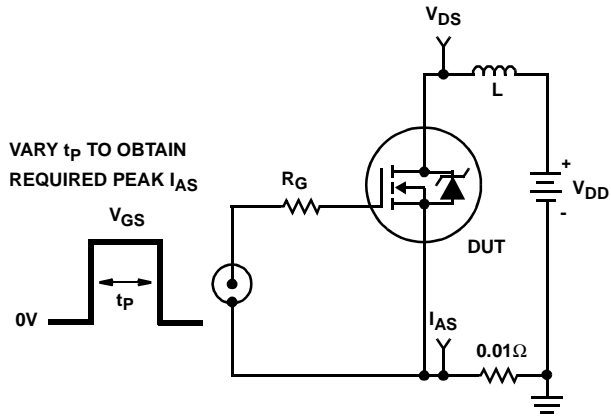 V_DS
L
VARY t_P TO OBTAIN
REQUIRED PEAK I_AS
+
V_DD
-
R_G
V_GS
DUT
t_P
0V
I_AS
0.01Ω